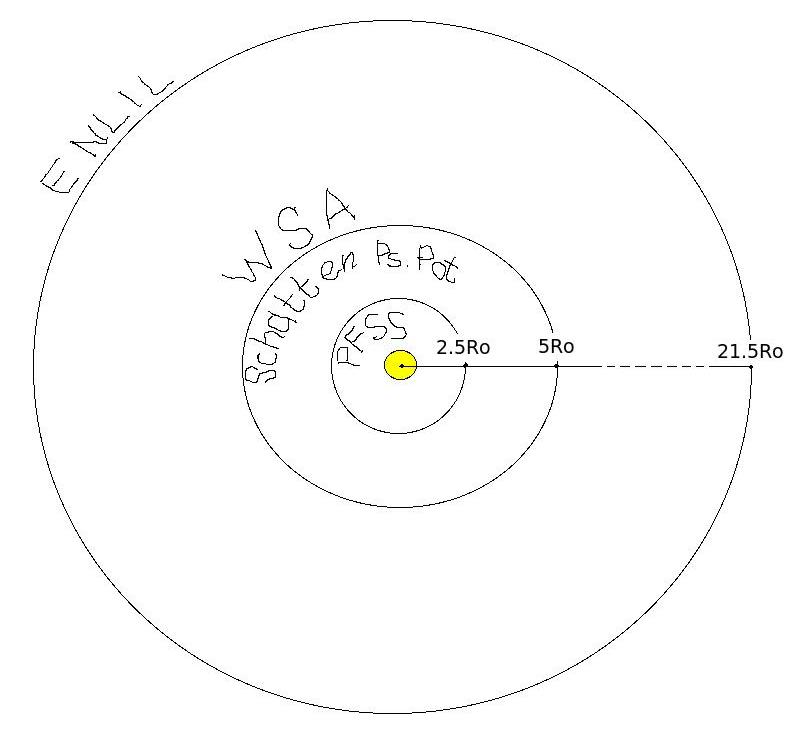 ENLIL
WSA
Schatten Ps. Pot
PFSS
2.5Ro
5Ro
21.5Ro